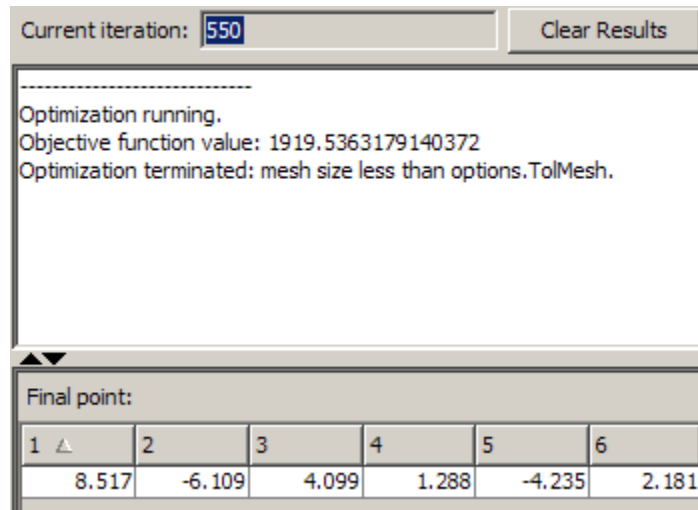 Current iteration: 550 Clear Results
------------------------------
Optimization running.
Objective function value: 1919.5363179140372
Optimization terminated: mesh size less than options.TolMesh.
Final point:
1 2 3 4 5 6
8.517 -6.109 4.099 1.288 -4.235 2.181